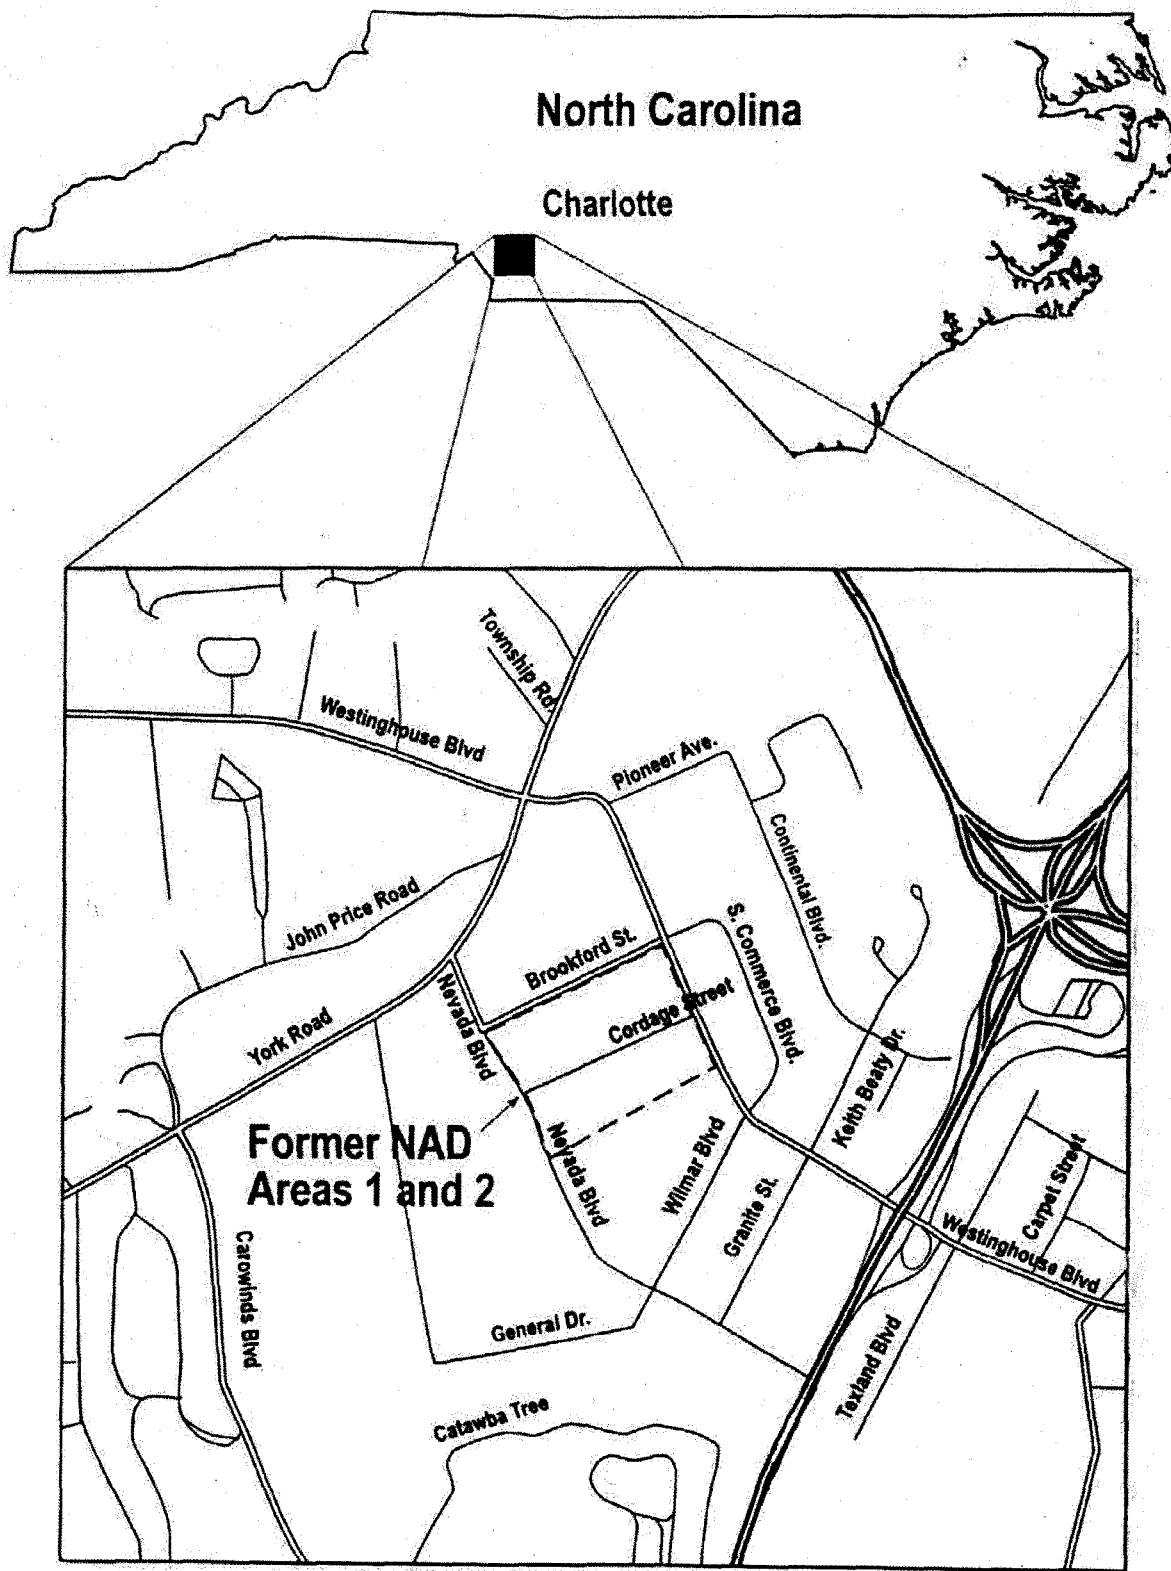 North Carolina
Charlotte
Township Rd.
Westinghouse Blvd
Pioneer Ave.
Continental Blvd.
John Price Road
S. Commerce Blvd.
Brookford St.
Nevada Blvd
Cordage Street
York Road
Keith Beaty Dr.
Former NAD
Areas 1 and 2
Nevada Blvd
Wilmar Blvd
Granite St.
Carpet Street
Westinghouse Blvd
Carowinds Blvd
General Dr.
Texland Blvd
Catawba Tree